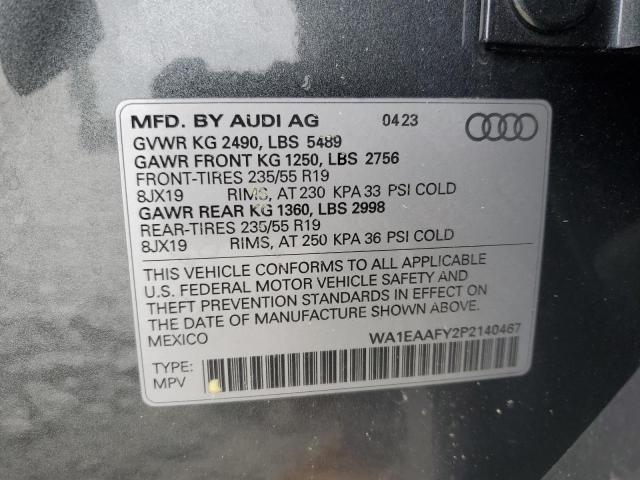 MFD. BY AUDI AG 0423
GVWR KG 2490, LBS 5489
GAWR FRONT KG 1250, LBS 2756
FRONT-TIRES 235/55 R19
8JX19 RIMS, AT 230 KPA 33 PSI COLD
GAWR REAR KG 1360, LBS 2998
REAR-TIRES 235/55 R19
8JX19 RIMS, AT 250 KPA 36 PSI COLD
THIS VEHICLE CONFORMS TO ALL APPLICABLE
U.S. FEDERAL MOTOR VEHICLE SAFETY AND
THEFT PREVENTION STANDARDS IN EFFECT ON
THE DATE OF MANUFACTURE SHOWN ABOVE.
MEXICO WA1EAAFY2P2140467
TYPE:
MPV